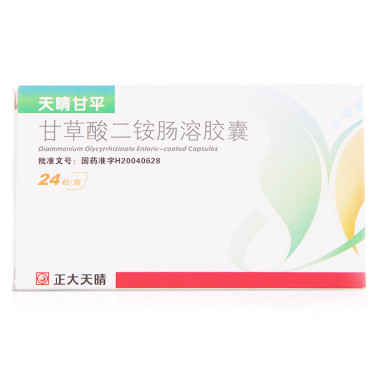 天晴甘平
甘草酸二铵肠溶胶囊
Diammonium Glycyrrhizinate Enteric-coated Capsules
批准文号：国药准字H20040628
24粒/盒
正大天晴